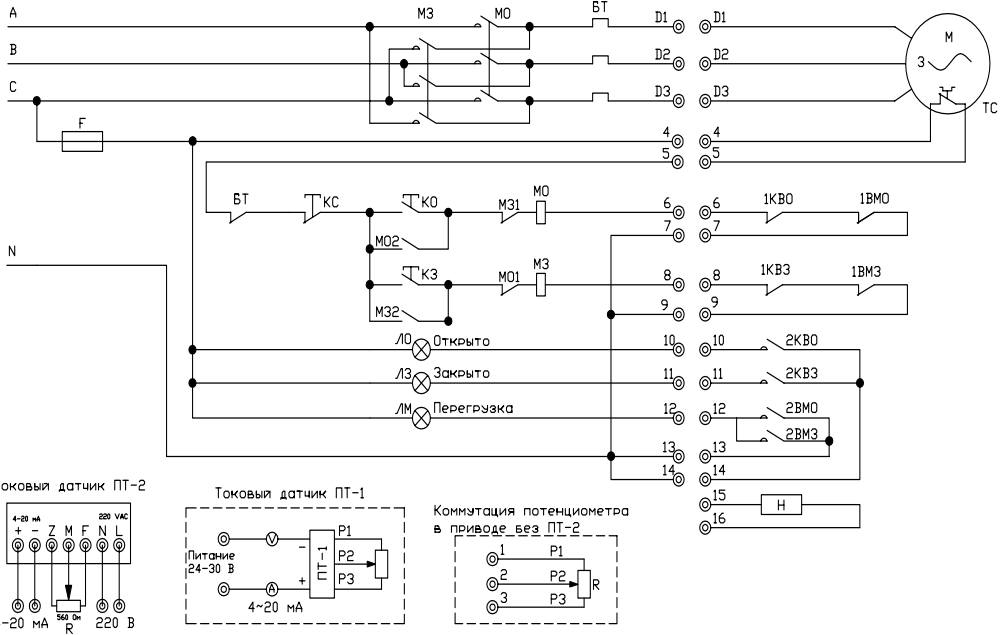 A МЗ МО БТ D1 D1
М
B D2 D2
3 ~
C D3 D3
ТС
F 4 4
5 5
БТ КС КО МЗ1 МО 6 6 1КВО 1ВМО
МО2 7 7
N
КЗ МО1 МЗ 8 8 1КВЗ 1ВМЗ
МЗ2 9 9
ЛО Открыто 10 10 2КВО
ЛЗ Закрыто 11 11 2КВЗ
ЛМ Перегрузка 12 12 2ВМО
2ВМЗ
13 13
14 14
оковый датчик ПТ-2
4-20 мА 220 VAC
+ - Z M F N L
560 Ом
-20 мА R 220 В
Токовый датчик ПТ-1
V
Питание
24-30 В
A
4~20 мА
- +
ПТ-1
P1
P2
P3
Коммутация потенциометра
в приводе без ПТ-2
1 P1
2 P2 R
3 P3
15 H
16